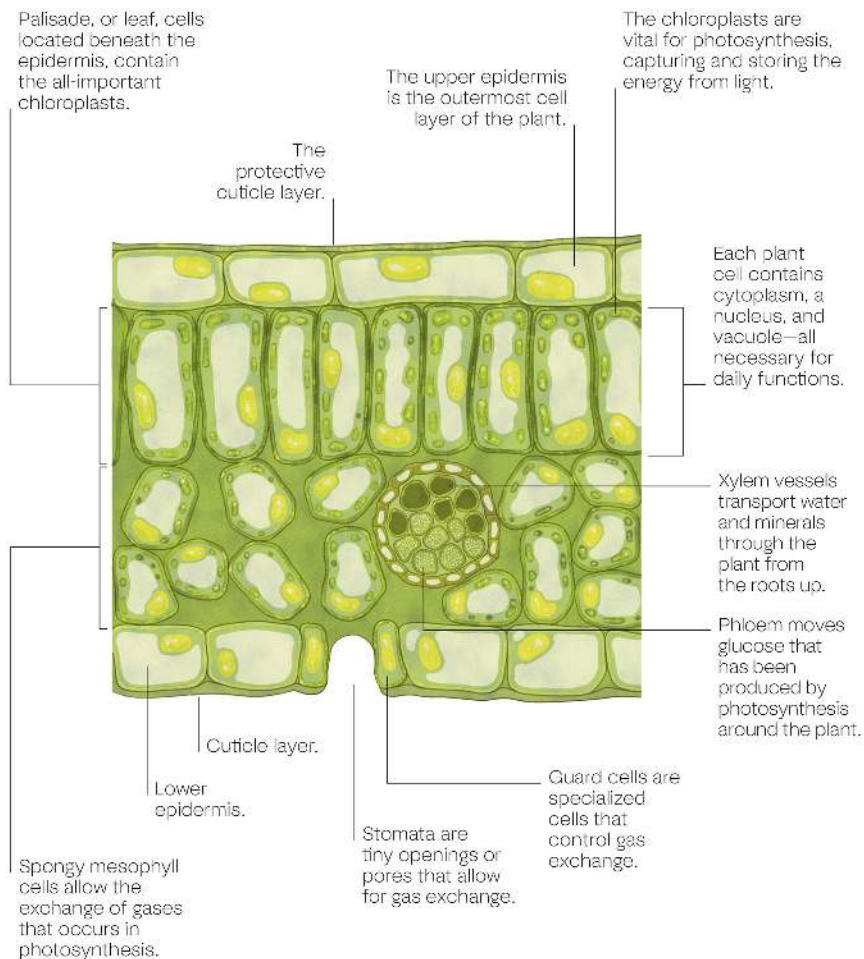 Palisade, or leaf, cells
located beneath the
epidermis, contain
the all-important
chloroplasts.
The
protective
cuticle layer.
The upper epidermis
is the outermost cell
layer of the plant.
The chloroplasts are
vital for photosynthesis,
capturing and storing the
energy from light.
Each plant
cell contains
cytoplasm, a
nucleus, and
vacuole—all
necessary for
daily functions.
Xylem vessels
transport water
and minerals
through the
plant from
the roots up.
Phloem moves
glucose that
has been
produced by
photosynthesis
around the plant.
Cuticle layer.
Lower
epidermis.
Spongy mesophyll
cells allow the
exchange of gases
that occurs in
photosynthesis.
Stomata are
tiny openings or
pores that allow
for gas exchange.
Guard cells are
specialized
cells that
control gas
exchange.